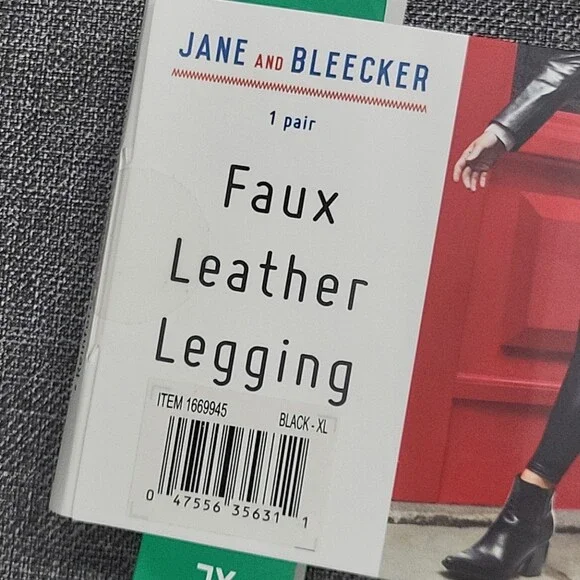 JANE AND BLEECKER
1 pair
Faux
Leather
Legging
ITEM 1669945
BLACK - XL
0 47556 35631 1